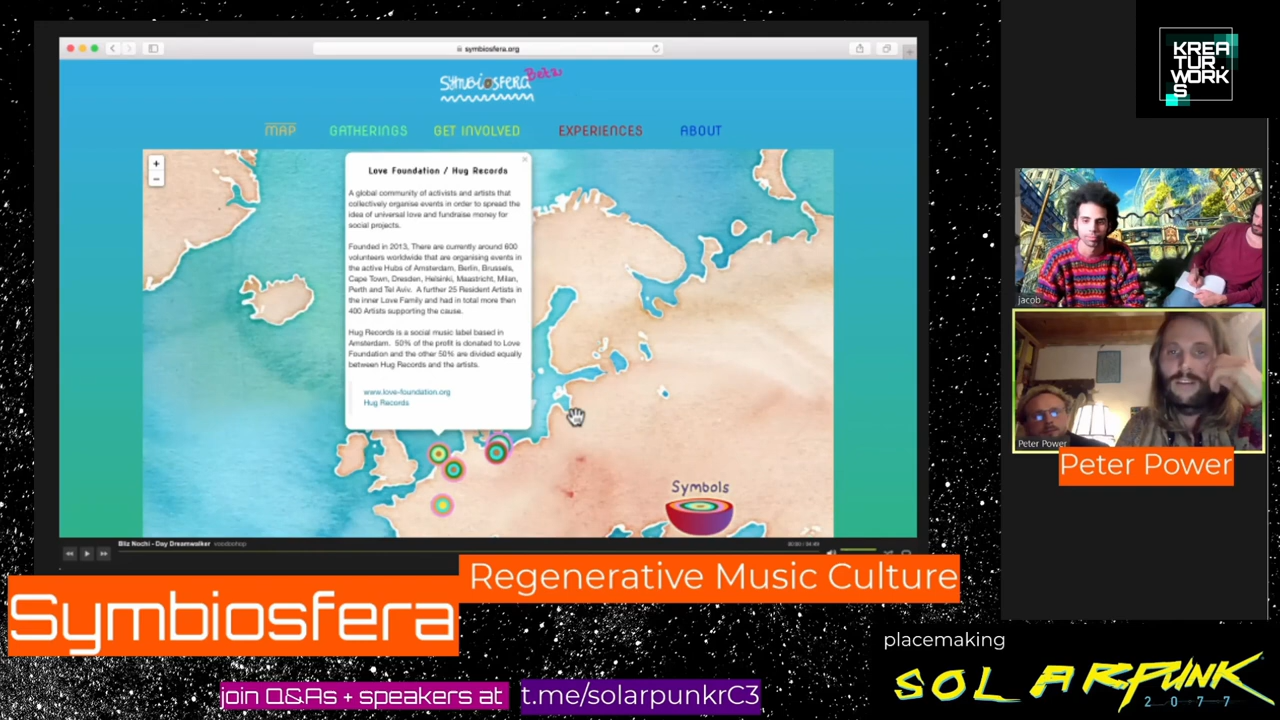 symbiosfera.org
Symbiosfera Beta
MAP GATHERINGS GET INVOLVED EXPERIENCES ABOUT
+
−
Love Foundation / Hug Records
A global community of activists and artists that
collectively organise events in order to spread the
idea of universal love and fundraise money for
social projects.
Founded in 2013, There are currently around 600
volunteers worldwide that are organising events in
the active Hubs of Amsterdam, Berlin, Brussels,
Cape Town, Dresden, Helsinki, Maastricht, Milan,
Perth and Tel Aviv. A further 25 Resident Artists in
the inner Love Family and had in total more then
400 Artists supporting the cause.
Hug Records is a social music label based in
Amsterdam. 50% of the profit is donated to Love
Foundation and the other 50% are divided equally
between Hug Records and the artists.
www.love-foundation.org
Hug Records
Symbols
Bliz Nochi - Day Dreamwalker voodoohop
KREA
TUR.
WORK
S
jacob
Peter Power
Peter Power
Regenerative Music Culture
Symbiosfera
placemaking
SOLARPUNK
2077
join Q&As + speakers at t.me/solarpunkrC3